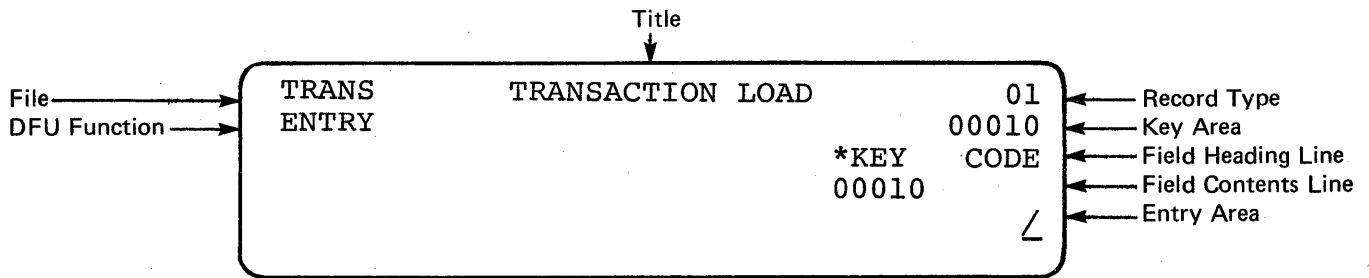 Title
File TRANS TRANSACTION LOAD 01 Record Type
DFU Function ENTRY 00010 Key Area
*KEY CODE Field Heading Line
00010 Field Contents Line
/ Entry Area